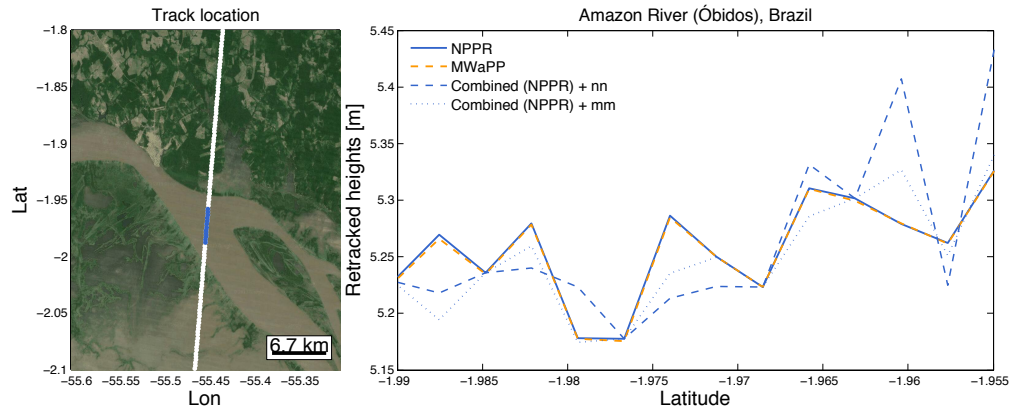 Track location
Lat
−1.8
−1.85
−1.9
−1.95
−2
−2.05
−2.1
6.7 km
−55.6 −55.55 −55.5 −55.45 −55.4 −55.35
Lon
Amazon River (Óbidos), Brazil
Retracked heights [m]
5.45
5.4
5.35
5.3
5.25
5.2
5.15
5.1
NPPR
MWaPP
Combined (NPPR) + nn
Combined (NPPR) + mm
−1.99 −1.985 −1.98 −1.975 −1.97 −1.965 −1.96 −1.955
Latitude